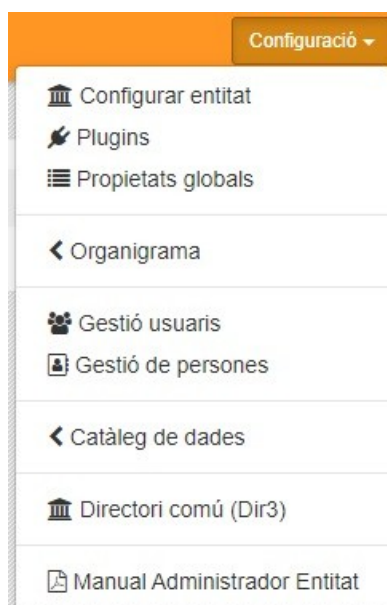 Configuració
Configurar entitat
Plugins
Propietats globals
Organigrama
Gestió usuaris
Gestió de persones
Catàleg de dades
Directori comú (Dir3)
Manual Administrador Entitat